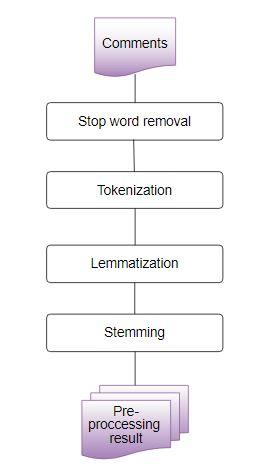 Comments
Stop word removal
Tokenization
Lemmatization
Stemming
Pre-
proccessing
result